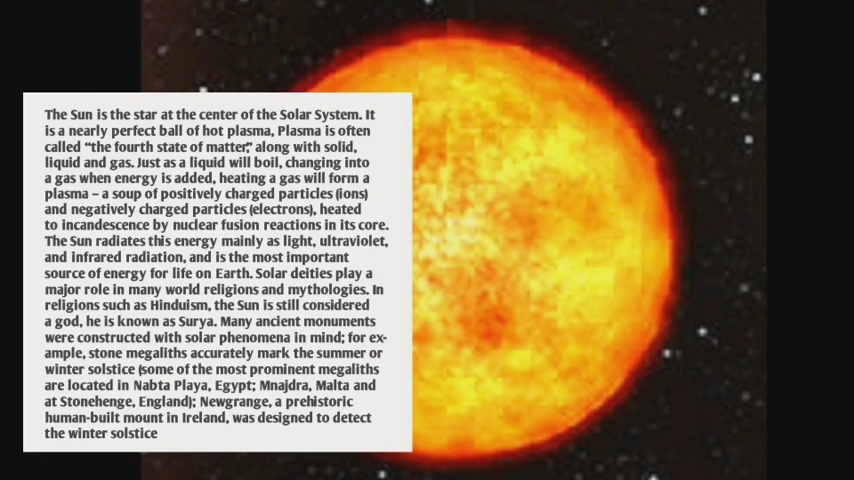 The Sun is the star at the center of the Solar System. It
is a nearly perfect ball of hot plasma, Plasma is often
called “the fourth state of matter,” along with solid,
liquid and gas. Just as a liquid will boil, changing into
a gas when energy is added, heating a gas will form a
plasma – a soup of positively charged particles (ions)
and negatively charged particles (electrons), heated
to incandescence by nuclear fusion reactions in its core.
The Sun radiates this energy mainly as light, ultraviolet,
and infrared radiation, and is the most important
source of energy for life on Earth. Solar deities play a
major role in many world religions and mythologies. In
religions such as Hinduism, the Sun is still considered
a god, he is known as Surya. Many ancient monuments
were constructed with solar phenomena in mind; for ex-
ample, stone megaliths accurately mark the summer or
winter solstice (some of the most prominent megaliths
are located in Nabta Playa, Egypt; Mnajdra, Malta and
at Stonehenge, England); Newgrange, a prehistoric
human-built mount in Ireland, was designed to detect
the winter solstice